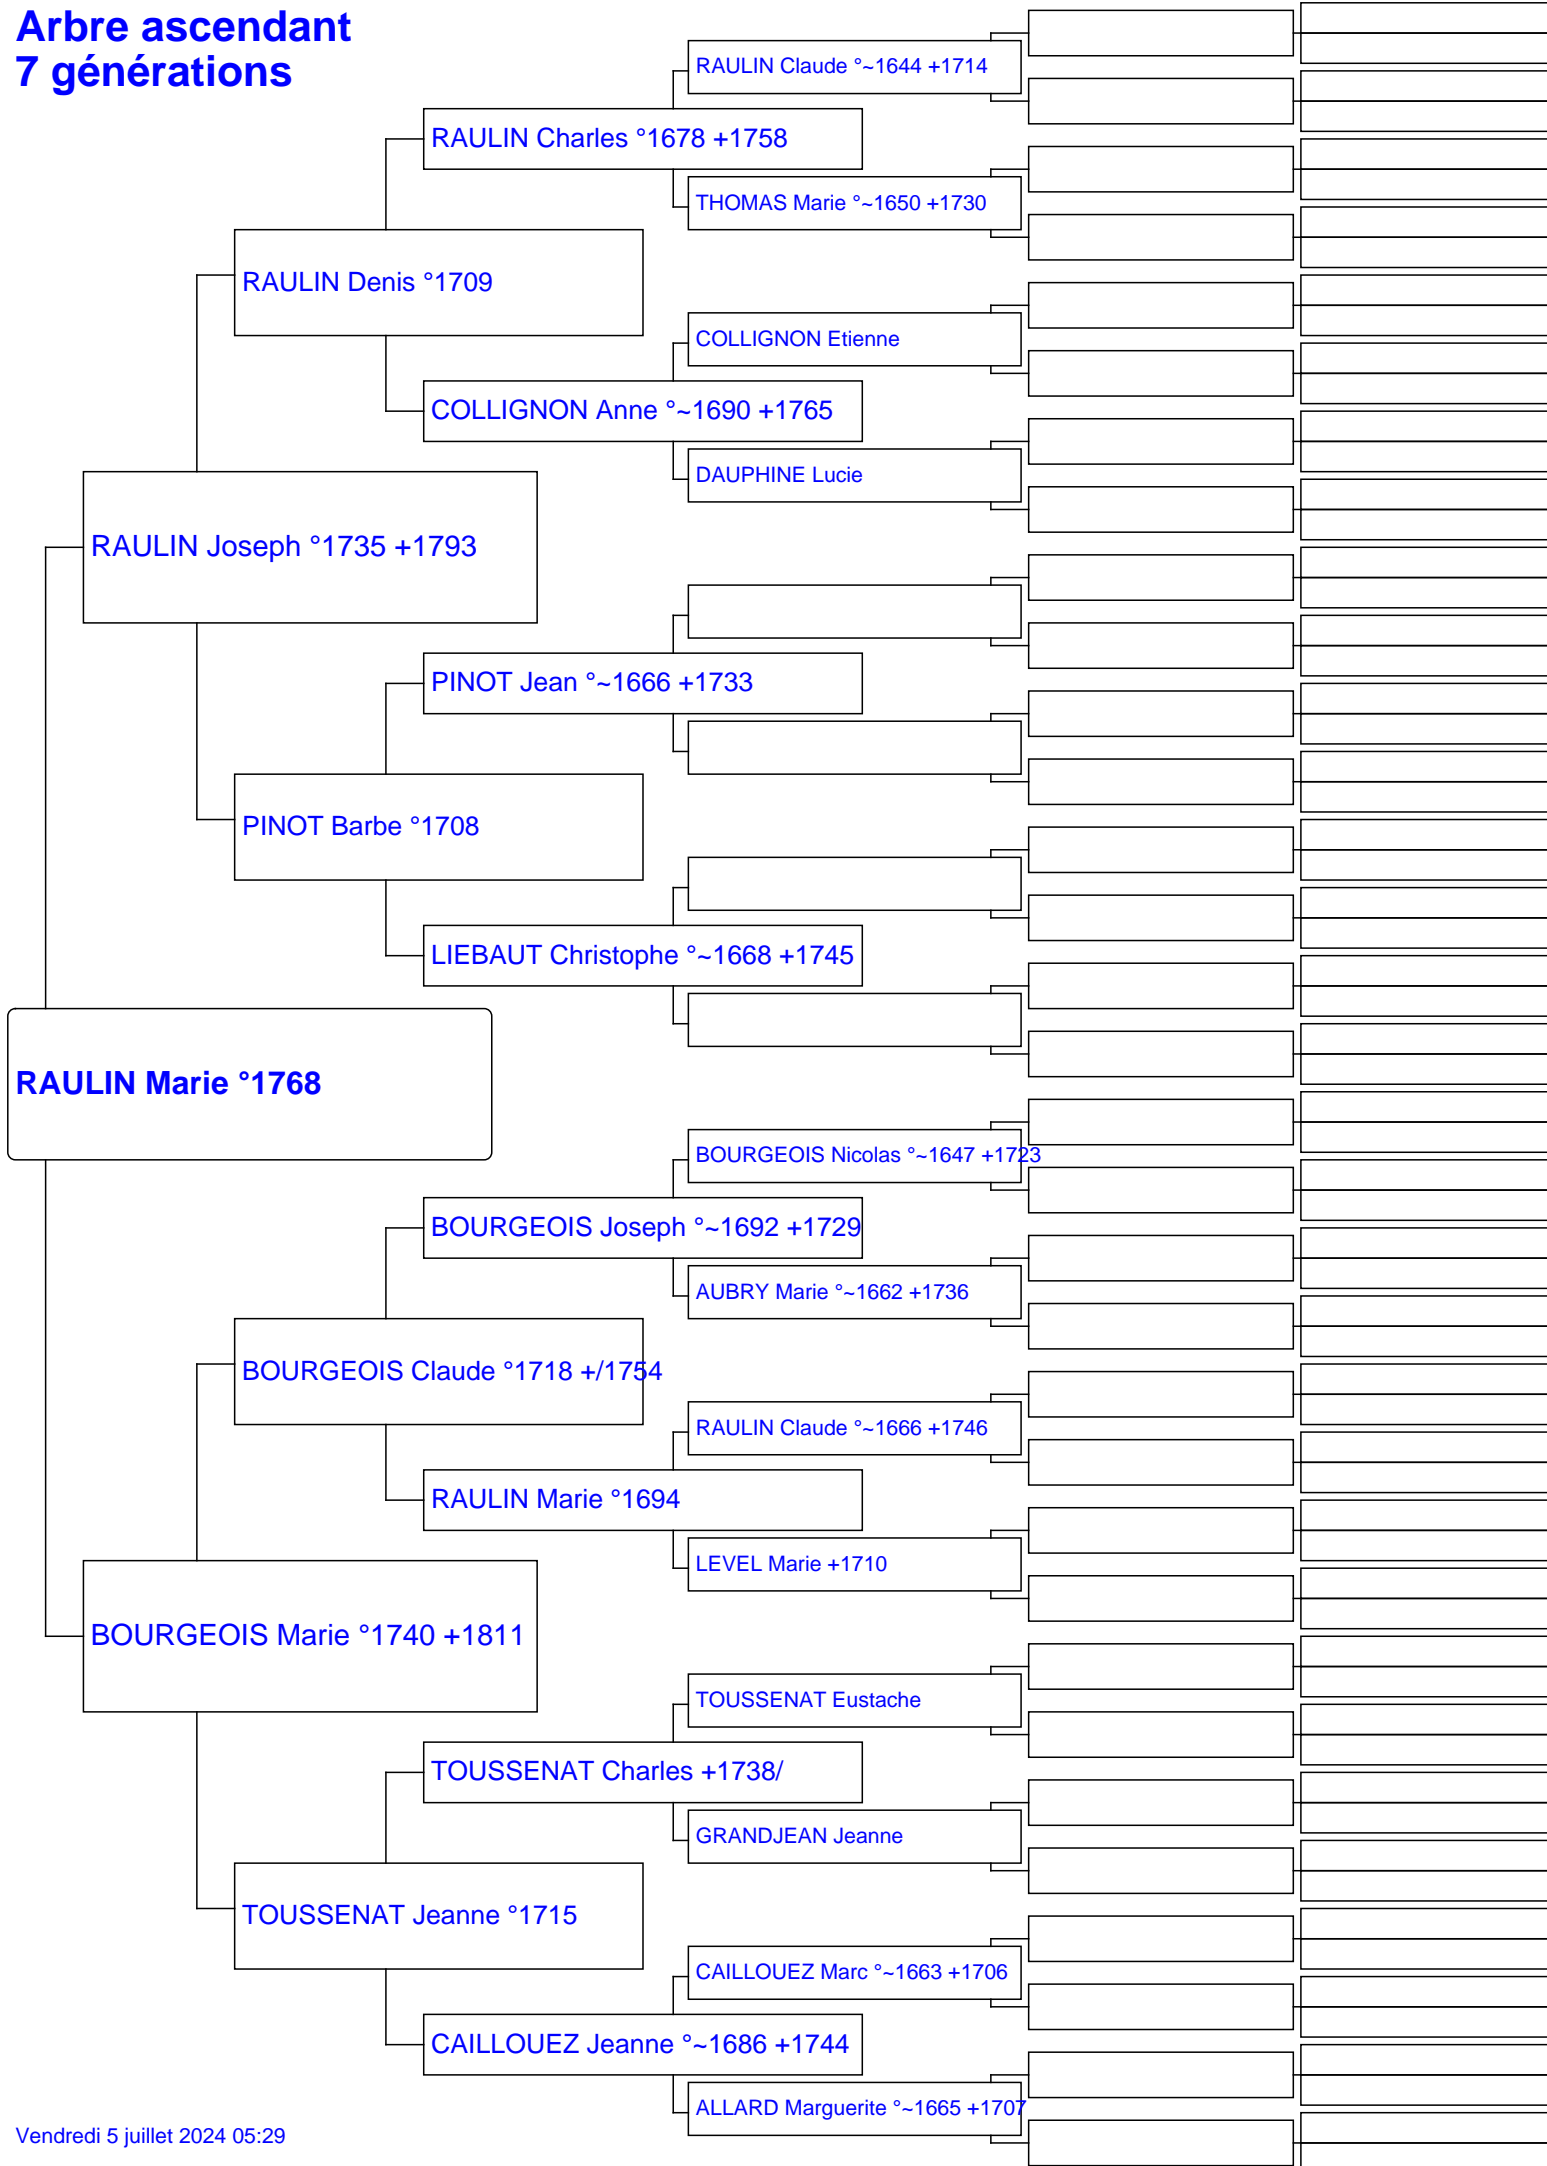 Arbre ascendant
7 générations
RAULIN Claude °~1644 +1714
RAULIN Charles °1678 +1758
THOMAS Marie °~1650 +1730
RAULIN Denis °1709
COLLIGNON Etienne
COLLIGNON Anne °~1690 +1765
DAUPHINE Lucie
RAULIN Joseph °1735 +1793
PINOT Jean °~1666 +1733
PINOT Barbe °1708
LIEBAUT Christophe °~1668 +1745
RAULIN Marie °1768
BOURGEOIS Nicolas °~1647 +1723
BOURGEOIS Joseph °~1692 +1729
AUBRY Marie °~1662 +1736
BOURGEOIS Claude °1718 +/1754
RAULIN Claude °~1666 +1746
RAULIN Marie °1694
LEVEL Marie +1710
BOURGEOIS Marie °1740 +1811
TOUSSENAT Eustache
TOUSSENAT Charles +1738/
GRANDJEAN Jeanne
TOUSSENAT Jeanne °1715
CAILLOUEZ Marc °~1663 +1706
CAILLOUEZ Jeanne °~1686 +1744
ALLARD Marguerite °~1665 +1707
Vendredi 5 juillet 2024 05:29